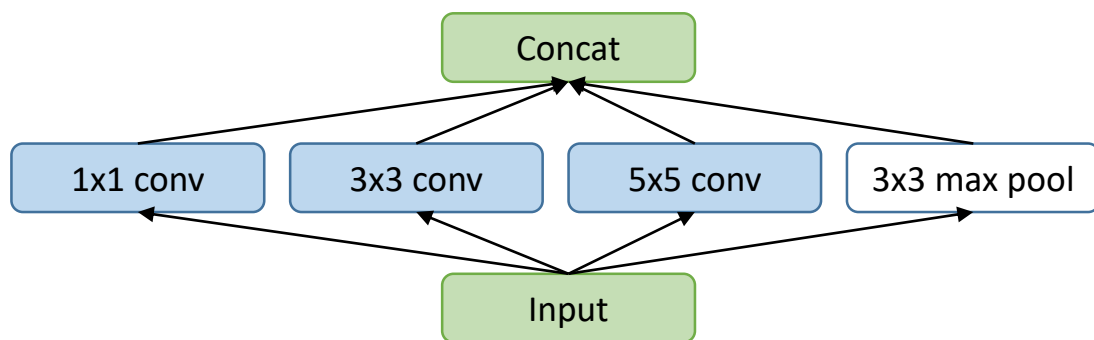 Concat
1x1 conv
3x3 conv
5x5 conv
3x3 max pool
Input